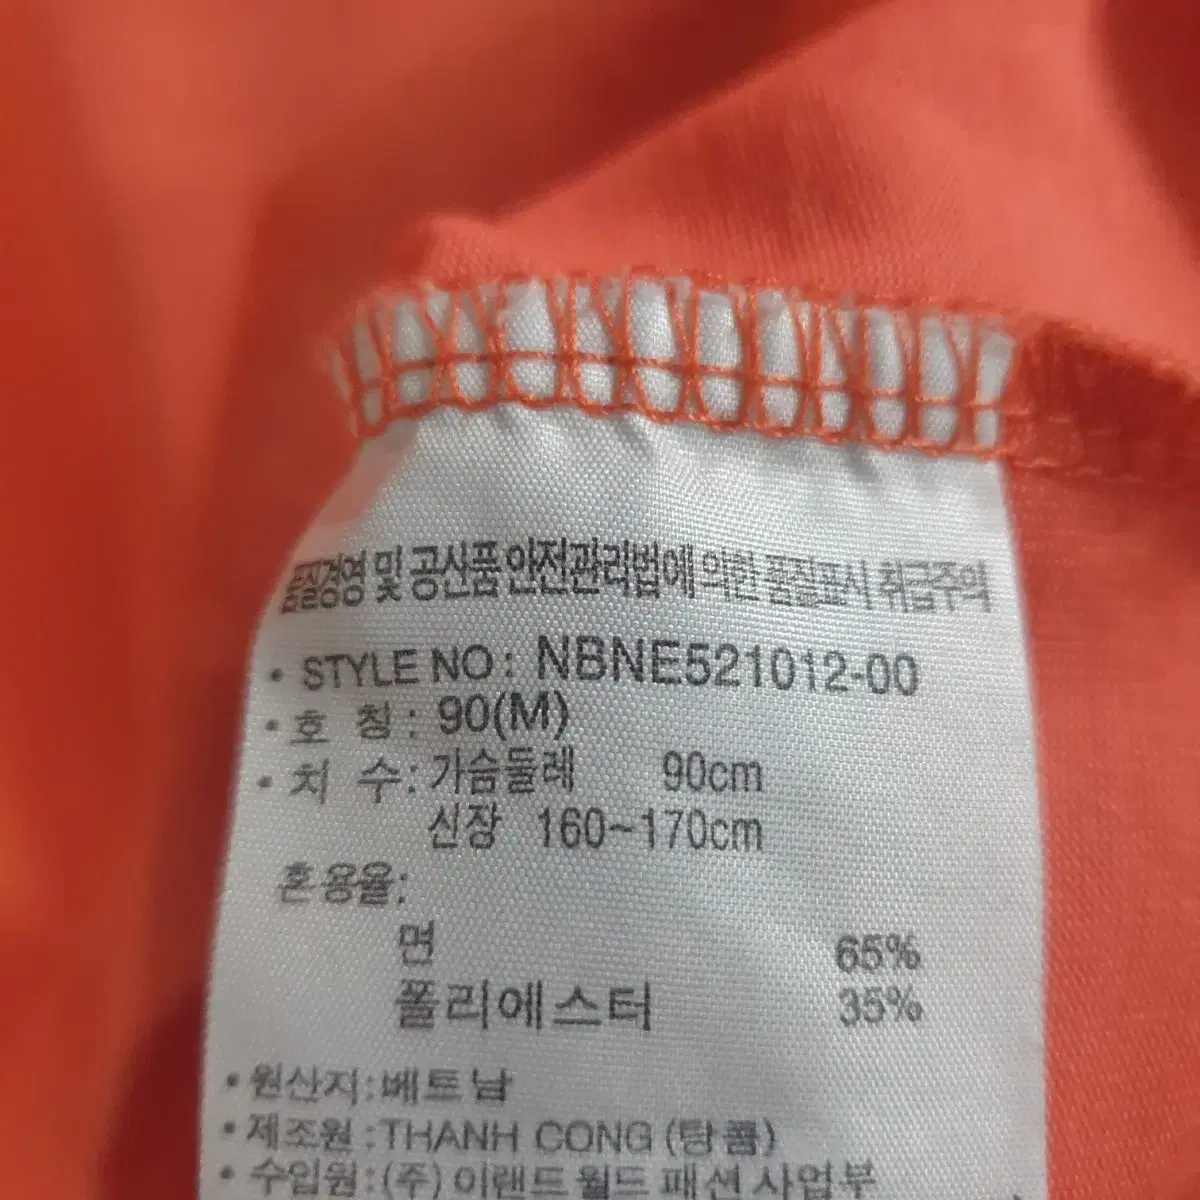 품질경영 및 공산품안전관리법에 의한 품질표시 취급주의
• STYLE NO: NBNE521012-00
• 호 칭: 90(M)
• 치 수: 가슴둘레 90cm
신장 160~170cm
혼용율:
면 65%
폴리에스터 35%
• 원산지:베트남
• 제조원:THANH CONG (탕콤)
• 수입원:(주)이랜드월드패션사업부